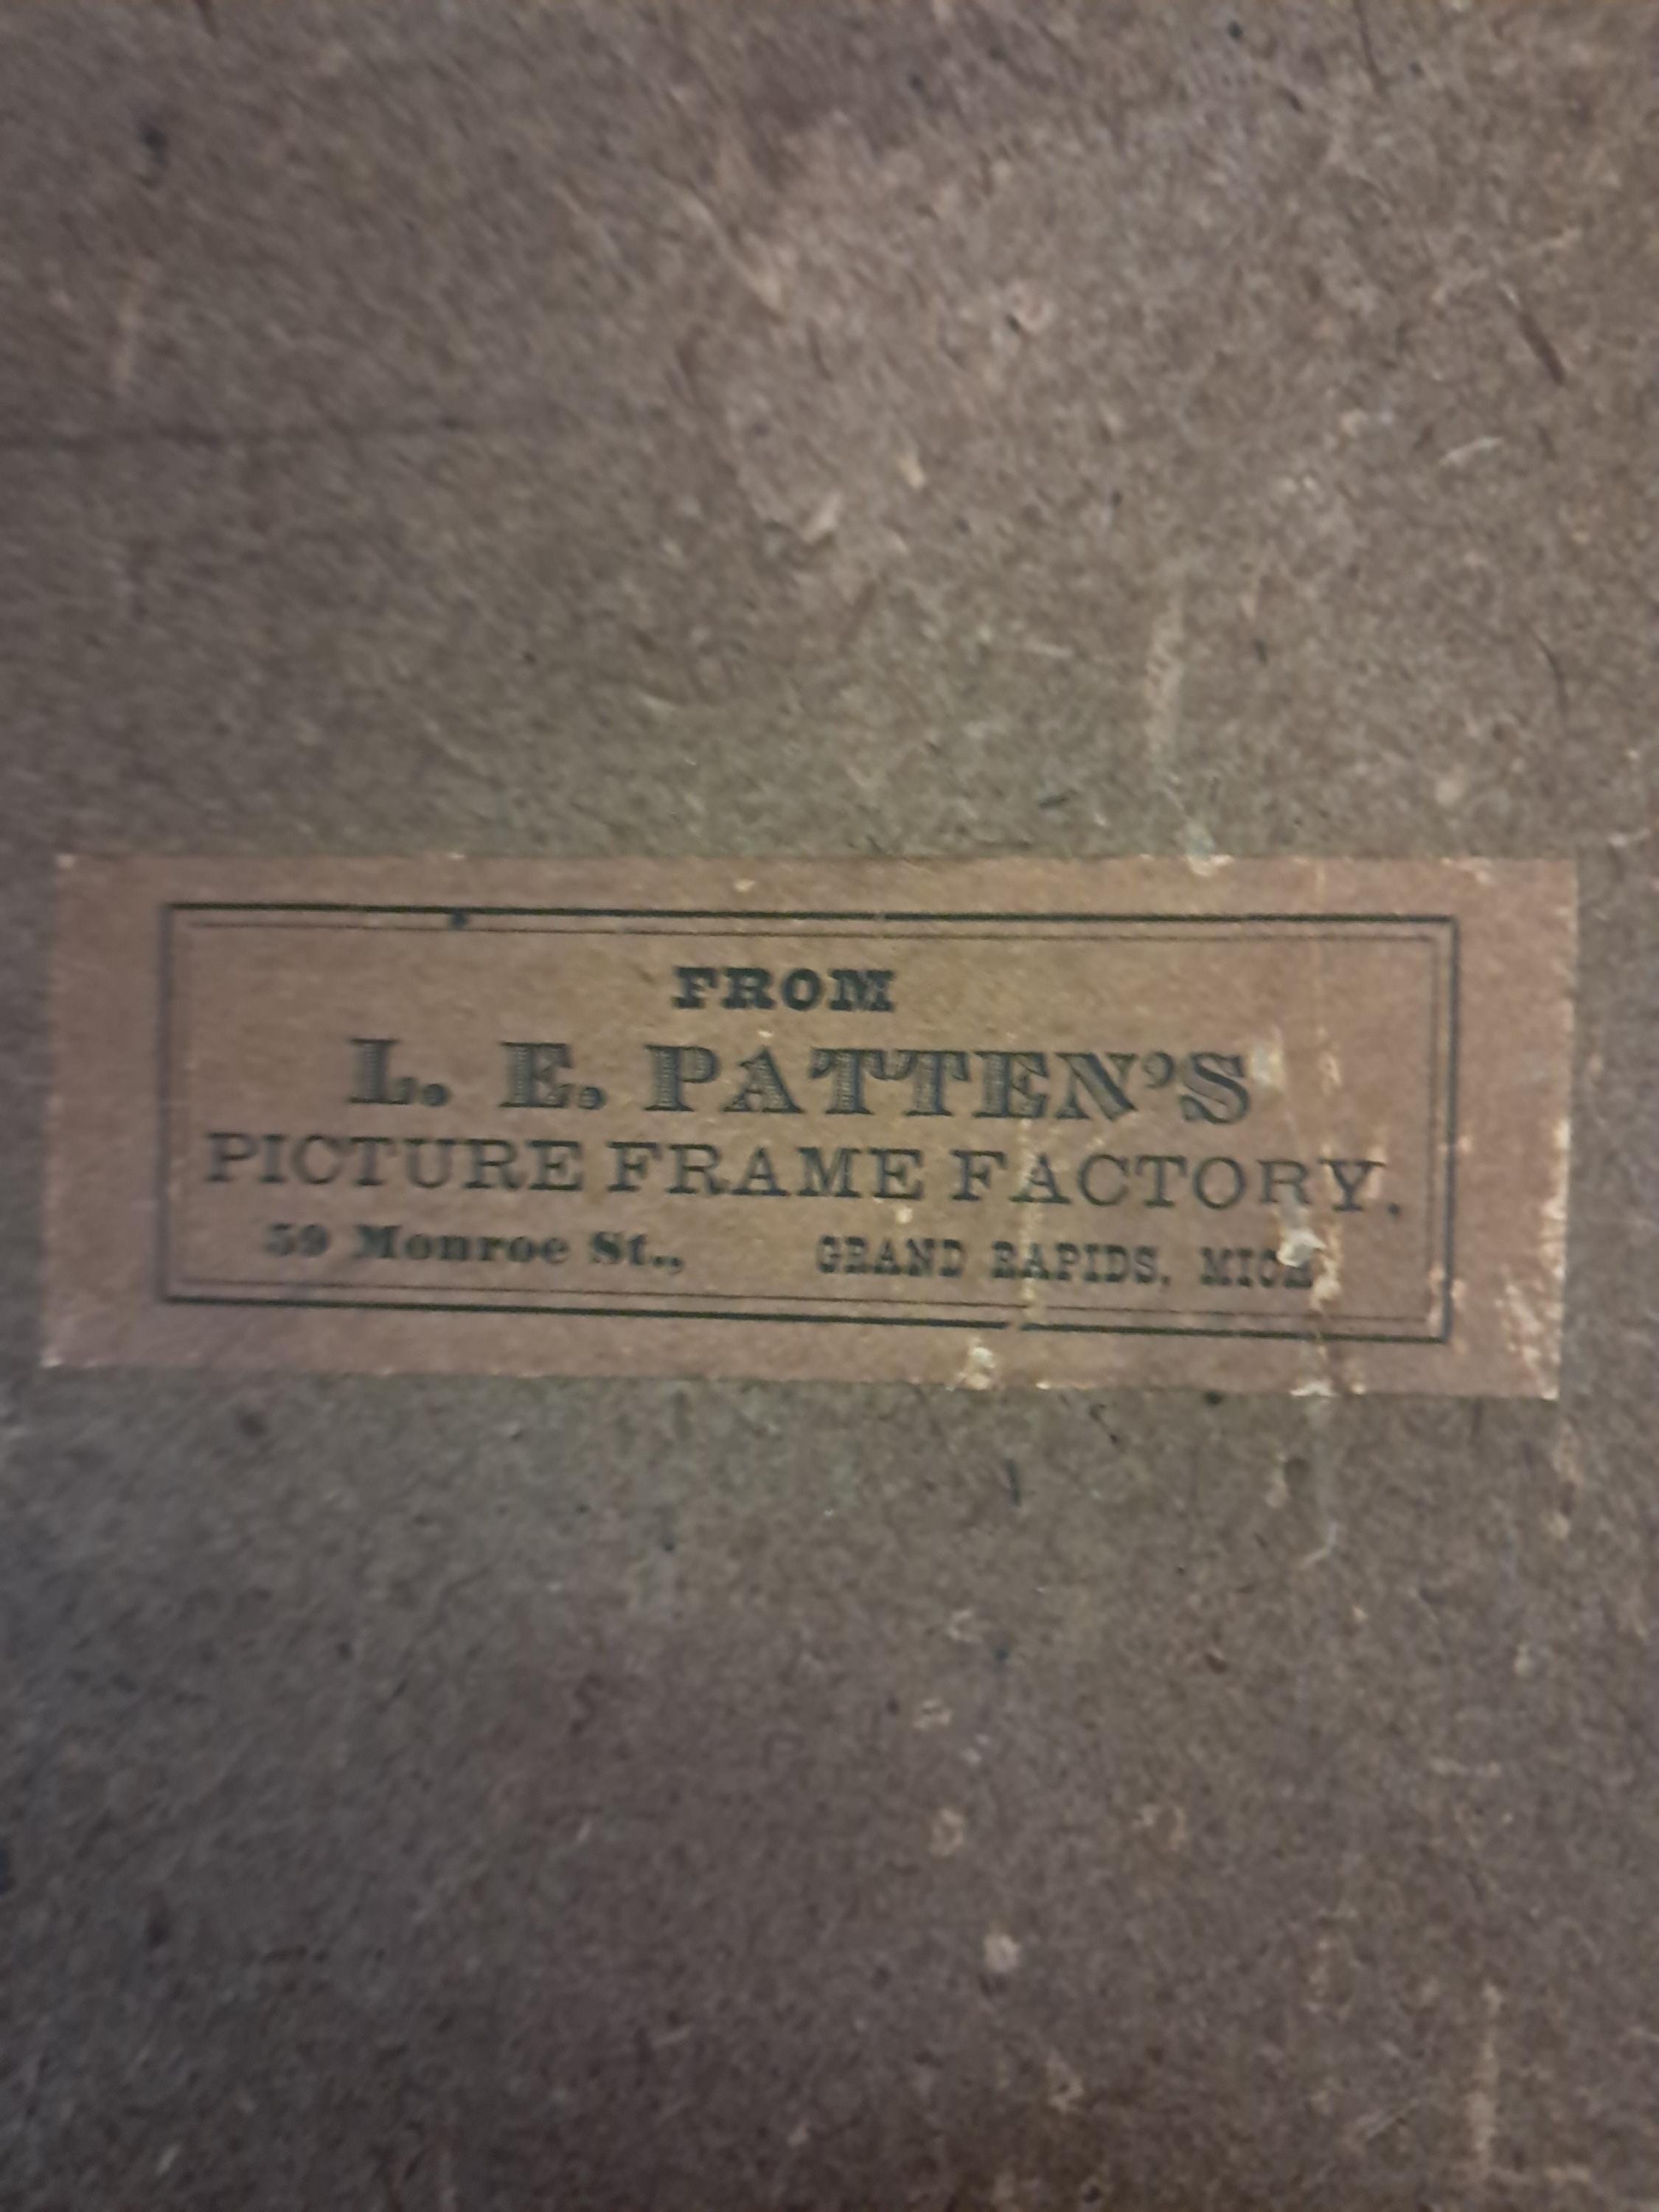 FROM
L. E. PATTEN'S
PICTURE FRAME FACTORY.
59 Monroe St., GRAND RAPIDS, MICH